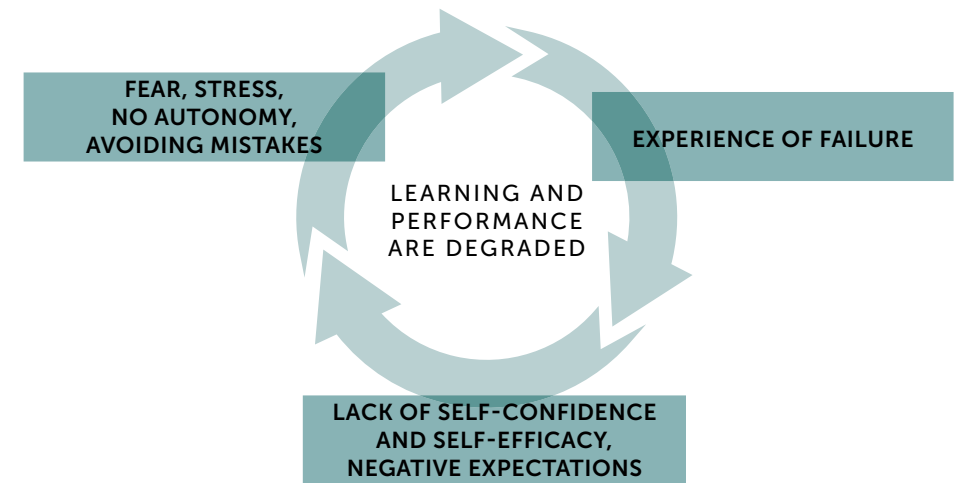 FEAR, STRESS,
NO AUTONOMY,
AVOIDING MISTAKES
EXPERIENCE OF FAILURE
LEARNING AND
PERFORMANCE
ARE DEGRADED
LACK OF SELF-CONFIDENCE
AND SELF-EFFICACY,
NEGATIVE EXPECTATIONS